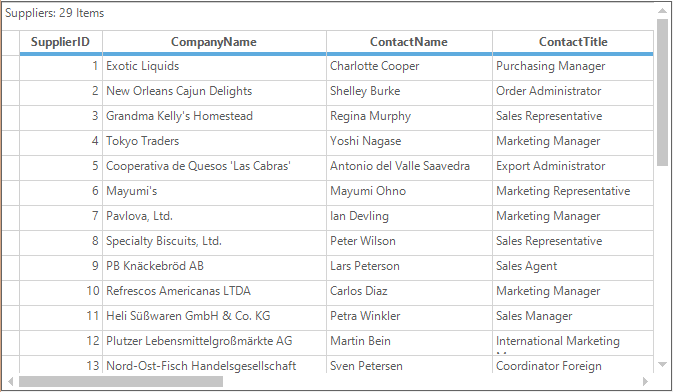 Suppliers: 29 Items
SupplierID CompanyName ContactName ContactTitle
1 Exotic Liquids Charlotte Cooper Purchasing Manager
2 New Orleans Cajun Delights Shelley Burke Order Administrator
3 Grandma Kelly's Homestead Regina Murphy Sales Representative
4 Tokyo Traders Yoshi Nagase Marketing Manager
5 Cooperativa de Quesos 'Las Cabras' Antonio del Valle Saavedra Export Administrator
6 Mayumi's Mayumi Ohno Marketing Representative
7 Pavlova, Ltd. Ian Devling Marketing Manager
8 Specialty Biscuits, Ltd. Peter Wilson Sales Representative
9 PB Knäckebröd AB Lars Peterson Sales Agent
10 Refrescos Americanas LTDA Carlos Diaz Marketing Manager
11 Heli Süßwaren GmbH & Co. KG Petra Winkler Sales Manager
12 Plutzer Lebensmittelgroßmärkte AG Martin Bein International Marketing
13 Nord-Ost-Fisch Handelsgesellschaft Sven Petersen Coordinator Foreign